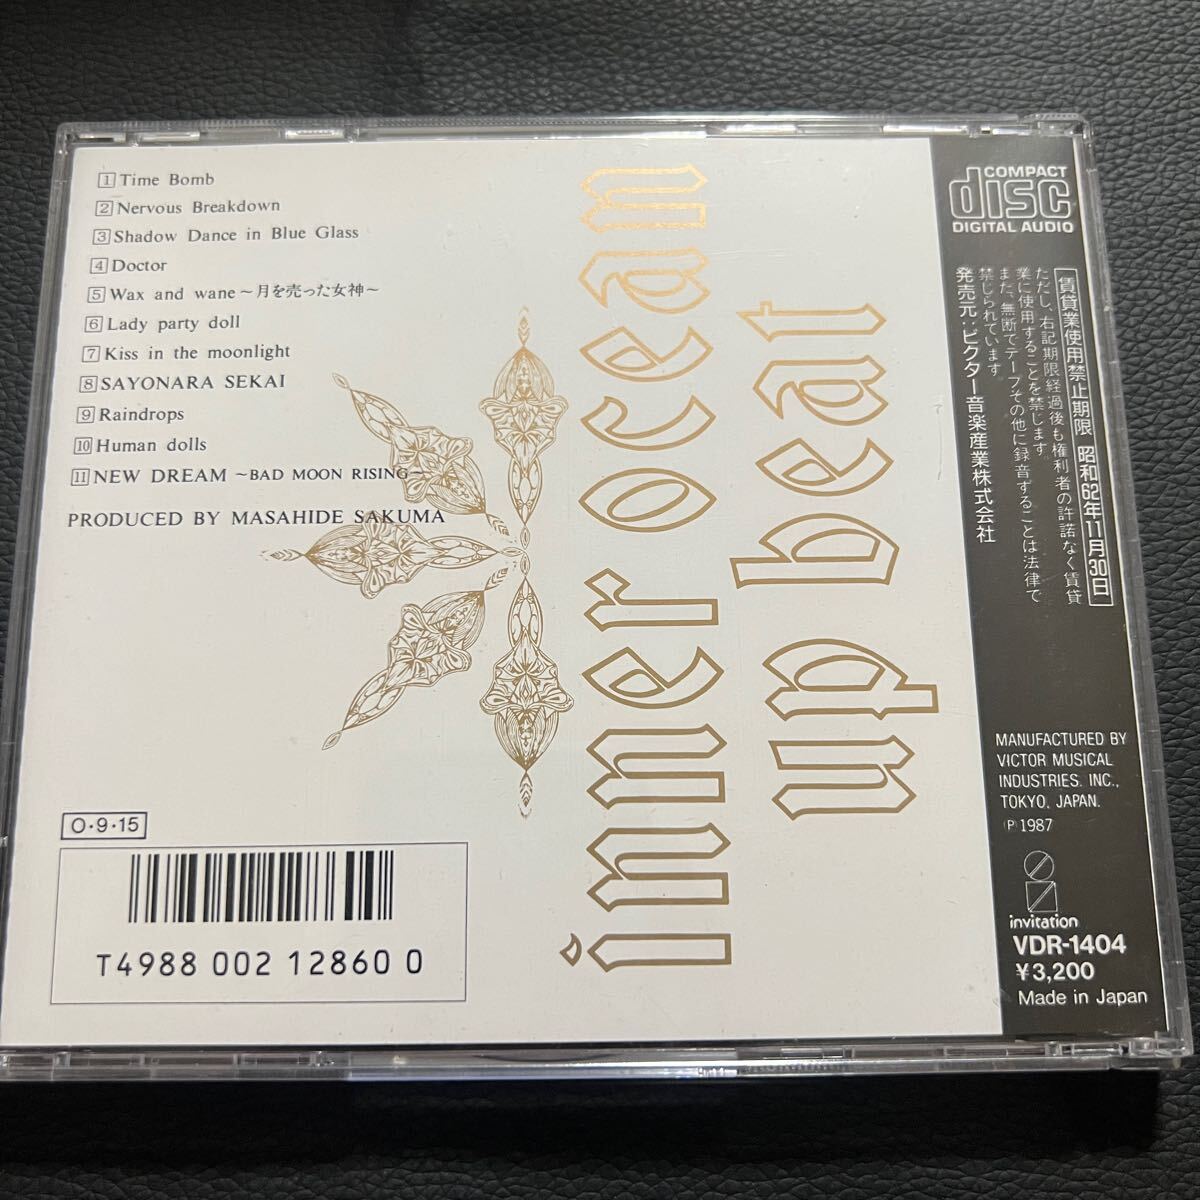 1 Time Bomb
2 Nervous Breakdown
3 Shadow Dance in Blue Glass
4 Doctor
5 Wax and wane～月を売った女神～
6 Lady party doll
7 Kiss in the moonlight
8 SAYONARA SEKAI
9 Raindrops
10 Human dolls
11 NEW DREAM ～BAD MOON RISING～
PRODUCED BY MASAHIDE SAKUMA
O・9・15
T4988 002 12860 0
inner ocean
up beat
COMPACT
disc
DIGITAL AUDIO
賃貸業使用禁止期限 昭和62年11月30日
ただし、右記期限経過後も権利者の許諾なく賃貸
業に使用することを禁じます。
また、無断でテープその他に録音することは法律で
禁じられています。
発売元：ビクター音楽産業株式会社
MANUFACTURED BY
VICTOR MUSICAL
INDUSTRIES. INC.,
TOKYO, JAPAN.
Ⓟ 1987
invitation
VDR-1404
¥3,200
Made in Japan